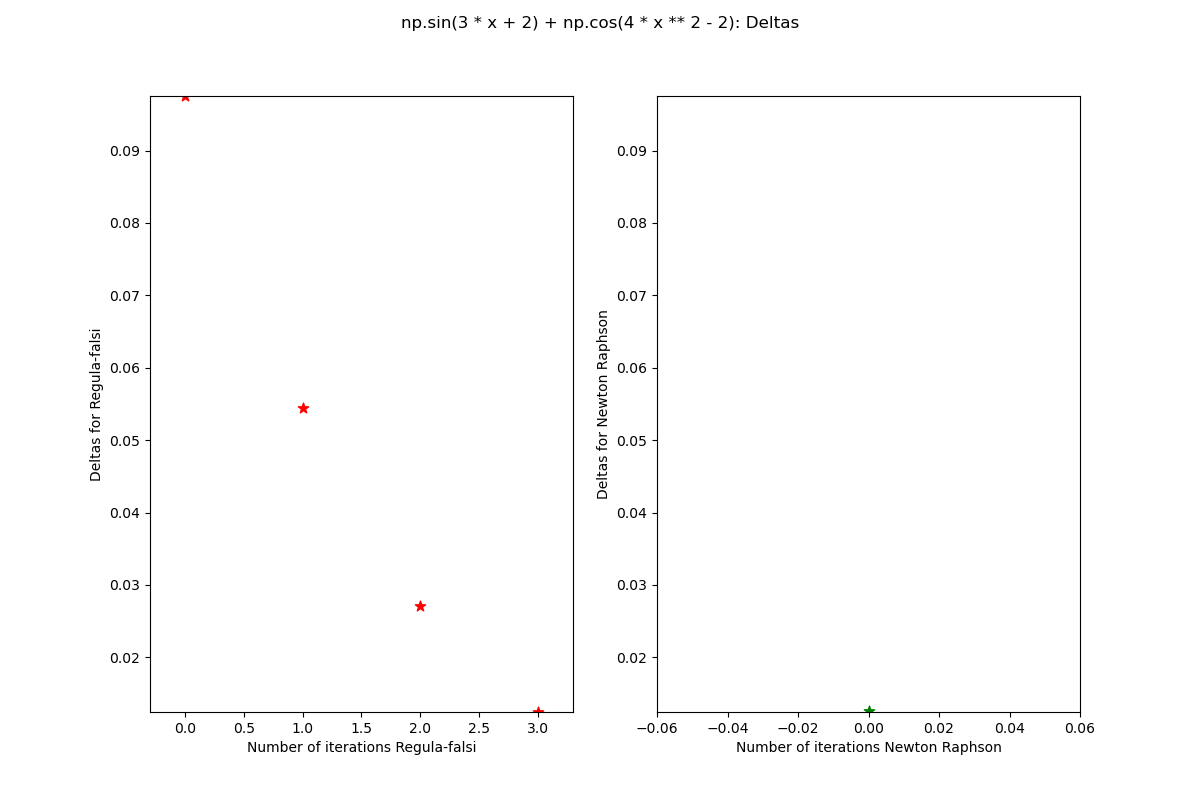 np.sin(3 * x + 2) + np.cos(4 * x ** 2 - 2): Deltas
Deltas for Regula-falsi
0.09
0.08
0.07
0.06
0.05
0.04
0.03
0.02
0.0 0.5 1.0 1.5 2.0 2.5 3.0
Number of iterations Regula-falsi
Deltas for Newton Raphson
0.09
0.08
0.07
0.06
0.05
0.04
0.03
0.02
−0.06 −0.04 −0.02 0.00 0.02 0.04 0.06
Number of iterations Newton Raphson